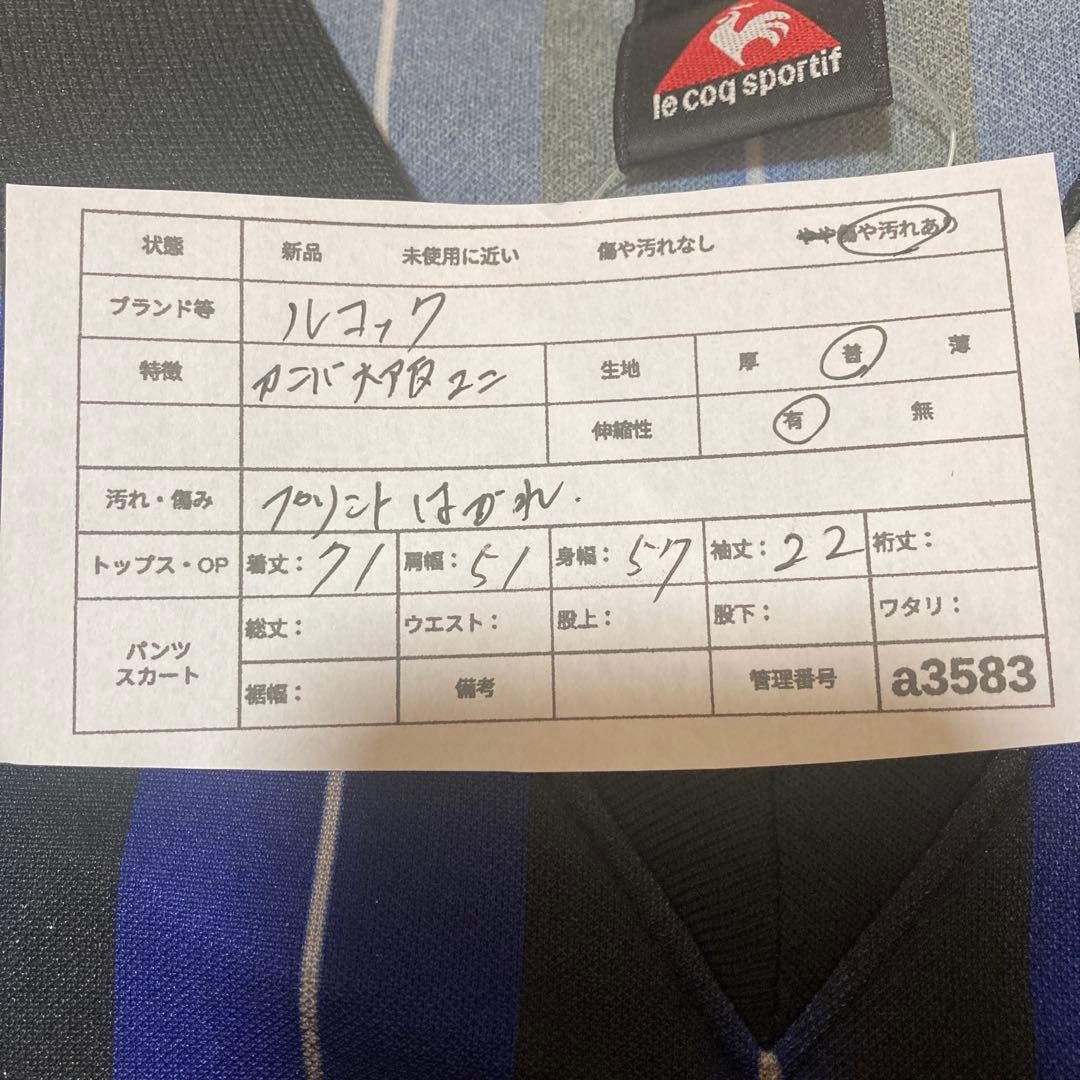 le coq sportif
状態 新品 未使用に近い 傷や汚れなし 傷や汚れあり
ブランド等 ルコック
特徴 ガンバ大阪ユニ 生地 厚 普 薄
伸縮性 有 無
汚れ・傷み プリントはがれ.
トップス・OP 着丈:71 肩幅:51 身幅:57 袖丈:22 裄丈:
パンツ スカート 総丈: ウエスト: 股上: 股下: ワタリ:
裾幅: 備考 管理番号 a3583